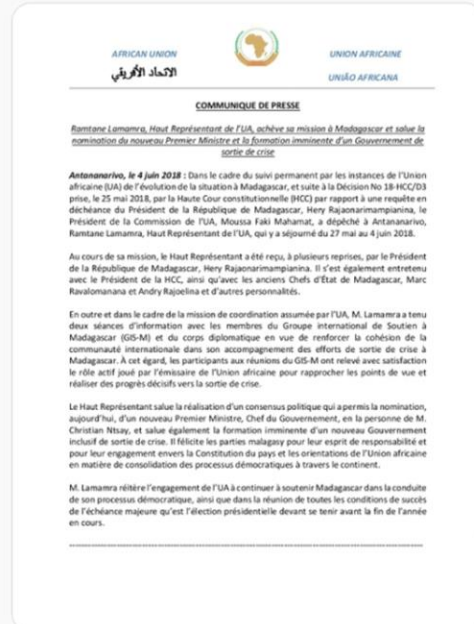 AFRICAN UNION
UNION AFRICAINE
الاتحاد الأفريقي
UNIÃO AFRICANA
COMMUNIQUE DE PRESSE
Ramtane Lamamra, Haut Représentant de l'UA, achève sa mission à Madagascar et salue la
nomination du nouveau Premier Ministre et la formation imminente d'un Gouvernement de
sortie de crise
Antananarivo, le 4 juin 2018 : Dans le cadre du suivi permanent par les instances de l'Union
africaine (UA) de l'évolution de la situation à Madagascar, et suite à la Décision No 18-HCC/D3
prise, le 25 mai 2018, par la Haute Cour constitutionnelle (HCC) par rapport à une requête en
déchéance du Président de la République de Madagascar, Hery Rajaonarimampianina, le
Président de la Commission de l'UA, Moussa Faki Mahamat, a dépêché à Antananarivo,
Ramtane Lamamra, Haut Représentant de l'UA, qui y a séjourné du 27 mai au 4 juin 2018.
Au cours de sa mission, le Haut Représentant a été reçu, à plusieurs reprises, par le Président
de la République de Madagascar, Hery Rajaonarimampianina. Il s'est également entretenu
avec le Président de la HCC, ainsi qu'avec les anciens Chefs d'État de Madagascar, Marc
Ravalomanana et Andry Rajoelina et d'autres personnalités.
En outre et dans le cadre de la mission de coordination assumée par l'UA, M. Lamamra a tenu
deux séances d'information avec les membres du Groupe international de Soutien à
Madagascar (GIS-M) et du corps diplomatique en vue de renforcer la cohésion de la
communauté internationale dans son accompagnement des efforts de sortie de crise à
Madagascar. À cet égard, les participants aux réunions du GIS-M ont relevé avec satisfaction
le rôle actif joué par l'émissaire de l'Union africaine pour rapprocher les points de vue et
réaliser des progrès décisifs vers la sortie de crise.
Le Haut Représentant salue la réalisation d'un consensus politique qui a permis la nomination,
aujourd'hui, d'un nouveau Premier Ministre, Chef du Gouvernement, en la personne de M.
Christian Ntsay, et salue également la formation imminente d'un nouveau Gouvernement
inclusif de sortie de crise. Il félicite les parties malagasy pour leur esprit de responsabilité et
pour leur engagement envers la Constitution du pays et les orientations de l'Union africaine
en matière de consolidation des processus démocratiques à travers le continent.
M. Lamamra réitère l'engagement de l'UA à continuer à soutenir Madagascar dans la conduite
de son processus démocratique, ainsi que dans la réunion de toutes les conditions de succès
de l'échéance majeure qu'est l'élection présidentielle devant se tenir avant la fin de l'année
en cours.